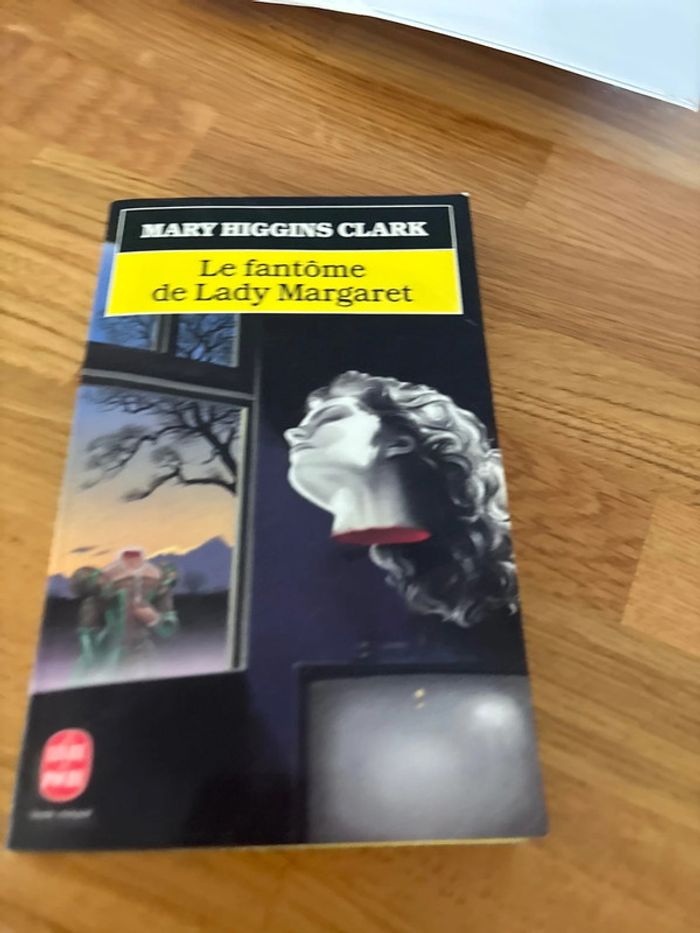 MARY HIGGINS CLARK
Le fantôme
de Lady Margaret